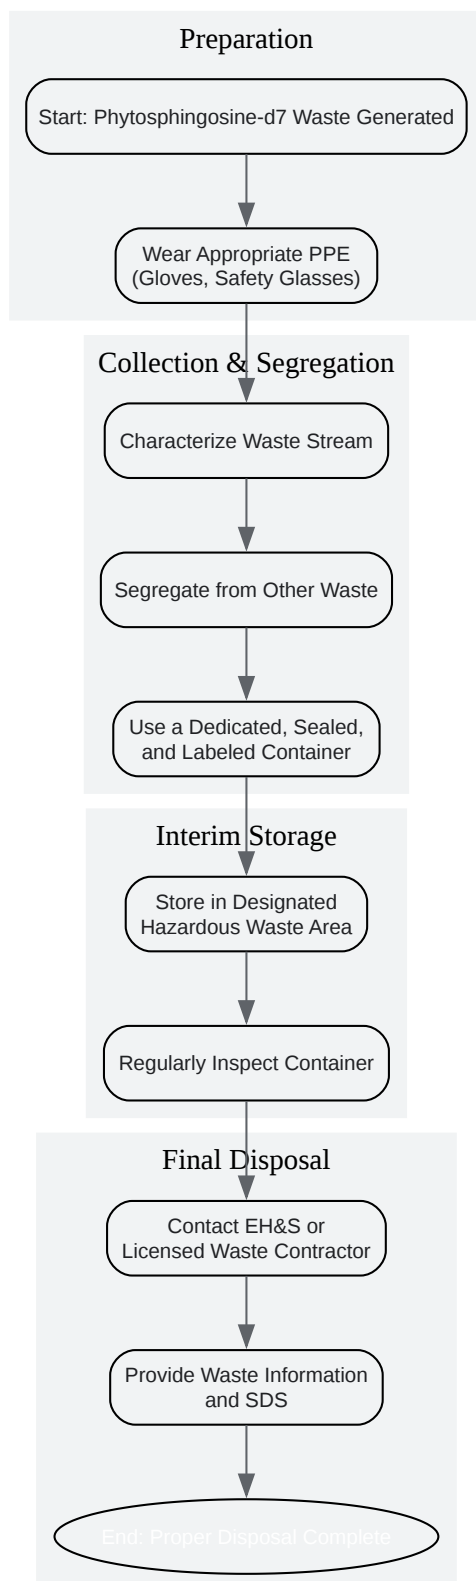 Preparation
Start: Phytosphingosine-d7 Waste Generated
Wear Appropriate PPE
(Gloves, Safety Glasses)
Collection & Segregation
Characterize Waste Stream
Segregate from Other Waste
Use a Dedicated, Sealed,
and Labeled Container
Interim Storage
Store in Designated
Hazardous Waste Area
Regularly Inspect Container
Final Disposal
Contact EH&S or
Licensed Waste Contractor
Provide Waste Information
and SDS
End: Proper Disposal Complete